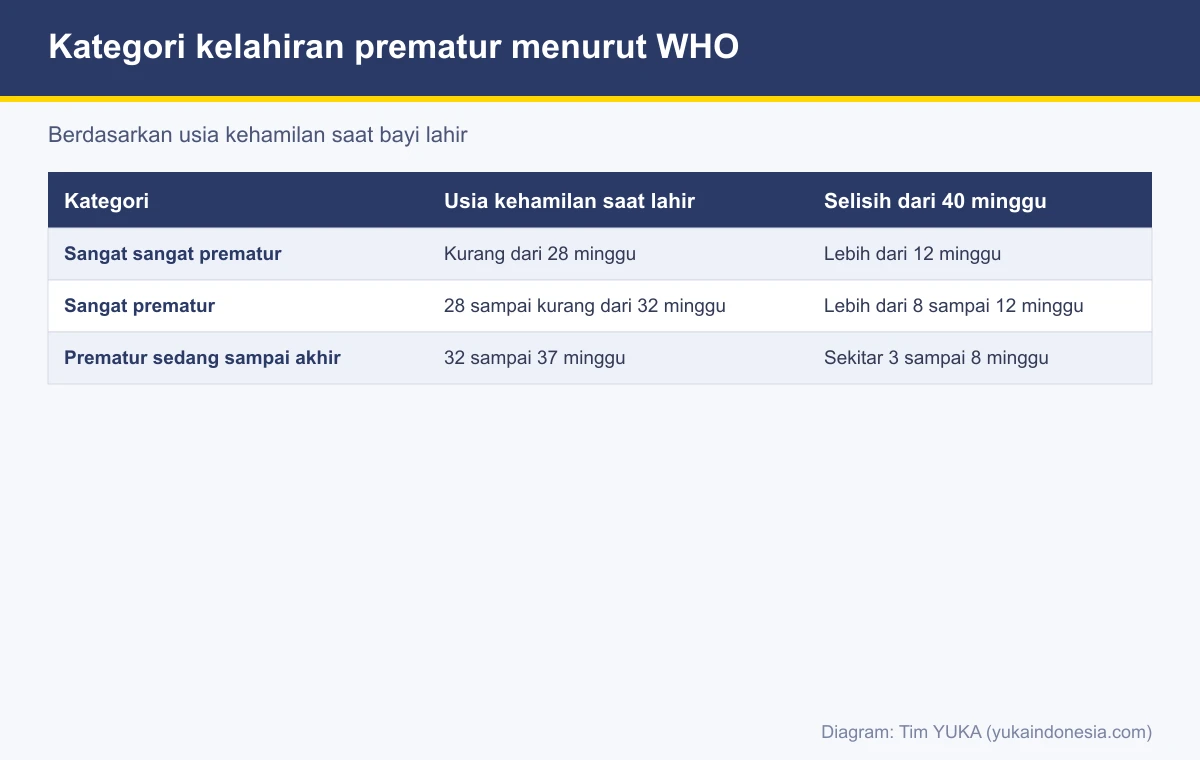 Kategori kelahiran prematur menurut WHO
Berdasarkan usia kehamilan saat bayi lahir
Kategori Usia kehamilan saat lahir Selisih dari 40 minggu
Sangat sangat prematur Kurang dari 28 minggu Lebih dari 12 minggu
Sangat prematur 28 sampai kurang dari 32 minggu Lebih dari 8 sampai 12 minggu
Prematur sedang sampai akhir 32 sampai 37 minggu Sekitar 3 sampai 8 minggu
Diagram: Tim YUKA (yukaindonesia.com)